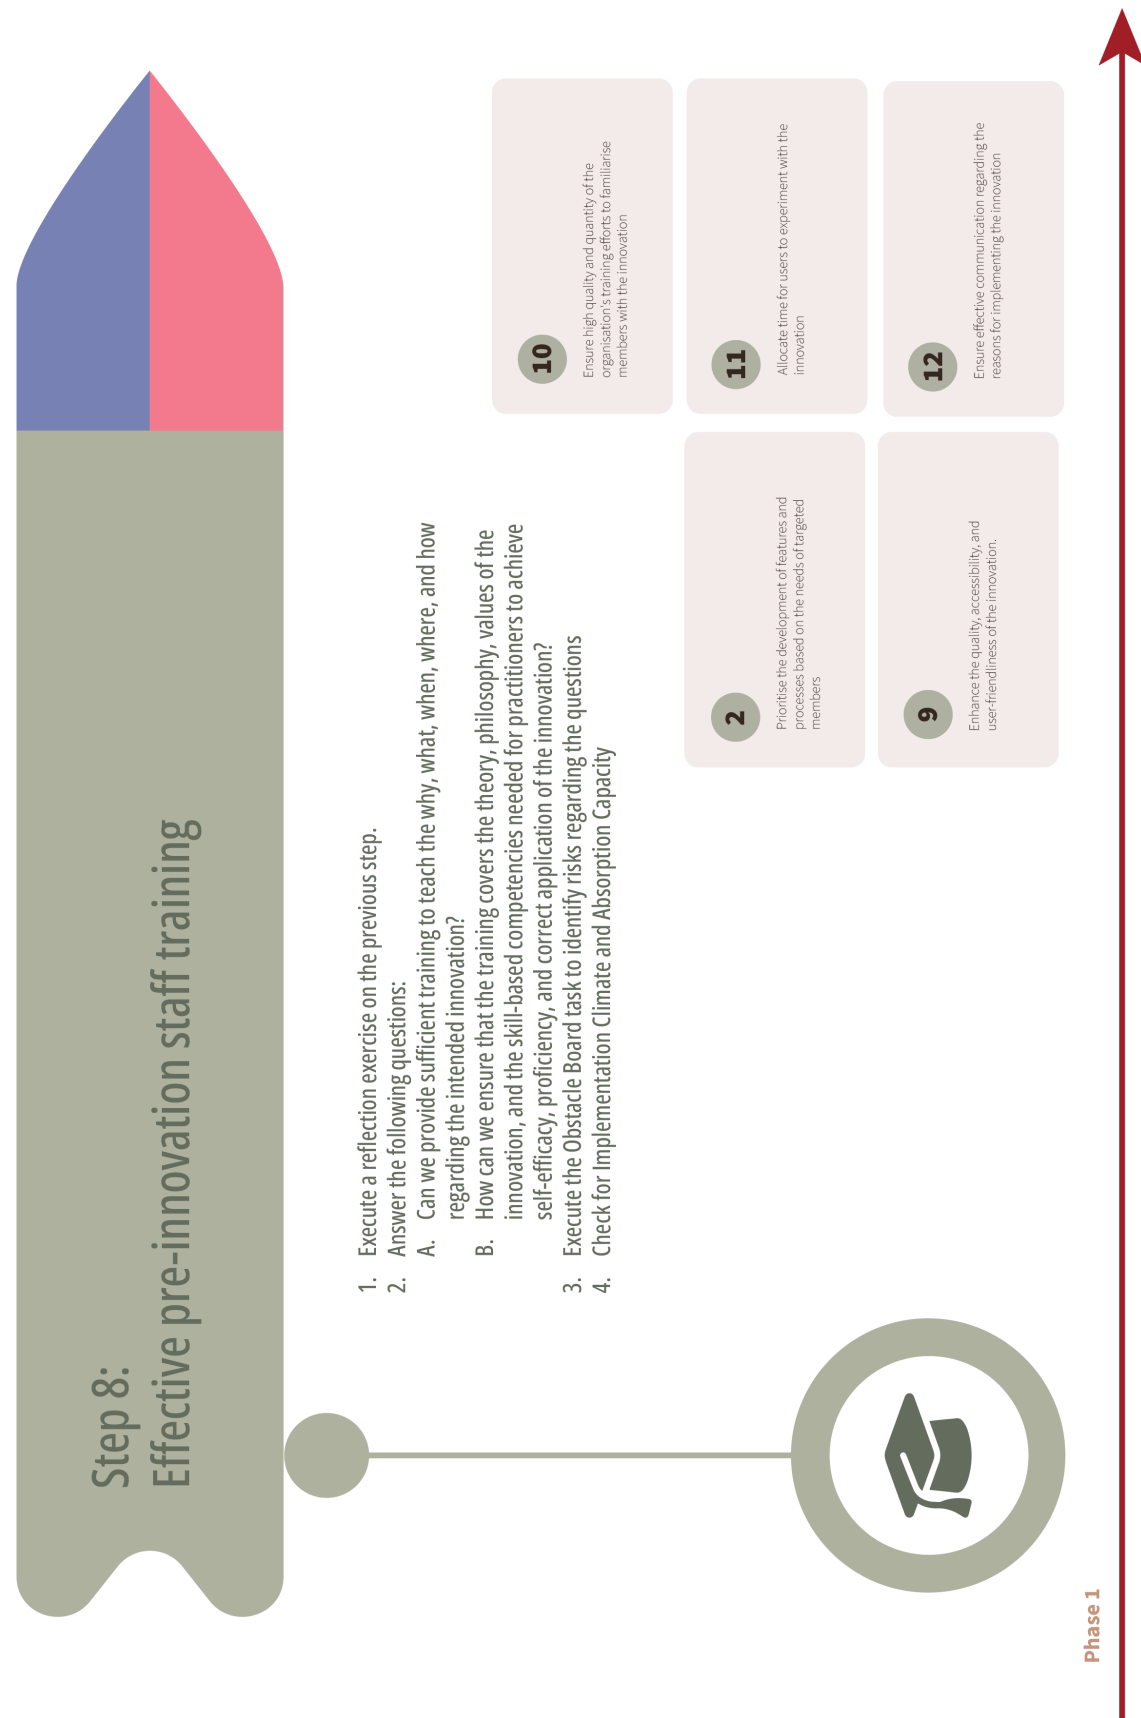 Step 8:
Effective pre-innovation staff training
1. Execute a reflection exercise on the previous step.
2. Answer the following questions:
A. Can we provide sufficient training to teach the why, what, when, where, and how
regarding the intended innovation?
B. How can we ensure that the training covers the theory, philosophy, values of the
innovation, and the skill-based competencies needed for practitioners to achieve
self-efficacy, proficiency, and correct application of the innovation?
3. Execute the Obstacle Board task to identify risks regarding the questions
4. Check for Implementation Climate and Absorption Capacity
10
Ensure high quality and quantity of the
organisation's training efforts to familiarise
members with the innovation
2
Prioritise the development of features and
processes based on the needs of targeted
members
11
Allocate time for users to experiment with the
innovation
9
Enhance the quality, accessibility, and
user-friendliness of the innovation.
12
Ensure effective communication regarding the
reasons for implementing the innovation
Phase 1